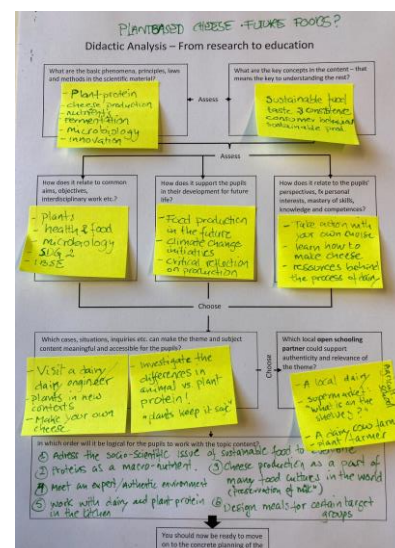 PLANTBASED CHEESE - FUTURE FOODS?
Didactic Analysis – From research to education
What are the basic phenomena, principles, laws
and methods in the scientific material?
- Plant protein
- cheese production
- nutrients
- fermentation
- microbiology
- innovation
Assess
What are the key concepts in the content – that
means the key to understanding the rest?
Sustainable food
taste & consistence
consumer
sustainable prod.
Assess
How does it relate to common
aims, objectives,
interdisciplinary work etc.?
- plants
- health & food
microbiology
- SDG 2
- IBSE
How does it support the pupils
in their development for future
life?
- Food production
in the future
- climate change
initiatives
- critical reflection
on production
How does it relate to the pupils'
perspectives, fx personal
interests, mastery of skills,
knowledge and competences?
- Take action with
your own choise
- learn how to
make cheese
- resources behind
the process of
Choose
Which cases, situations, inquiries etc. can make the theme and subject
content meaningful and accessible for the pupils?
- Visit a dairy/
dairy engineer
- plants in new
contexts
- Make your own
cheese
- Investigate the
differences in
animal vs plant
protein!
"plants keep it
Choose
Which local open schooling
partner could support
authenticity and relevance of
the theme?
- A local dairy
- supermarket
"what is on the
shelves?"
- A dairy cow farm
- plant farmer
In which order will it be logical for the pupils to work with the topic content?
① Adress the socio-scientific issue of sustainable food to everyone
② Proteins as a macro-nutrient.
③ Cheese production as a part of
many food cultures in the world
(preservation of milk)
④ Meet an expert/authentic environment
⑤ work with dairy and plant protein
in the kitchen
⑥ Design meals for certain target
groups
You should now be ready to move
on to the concrete planning of the